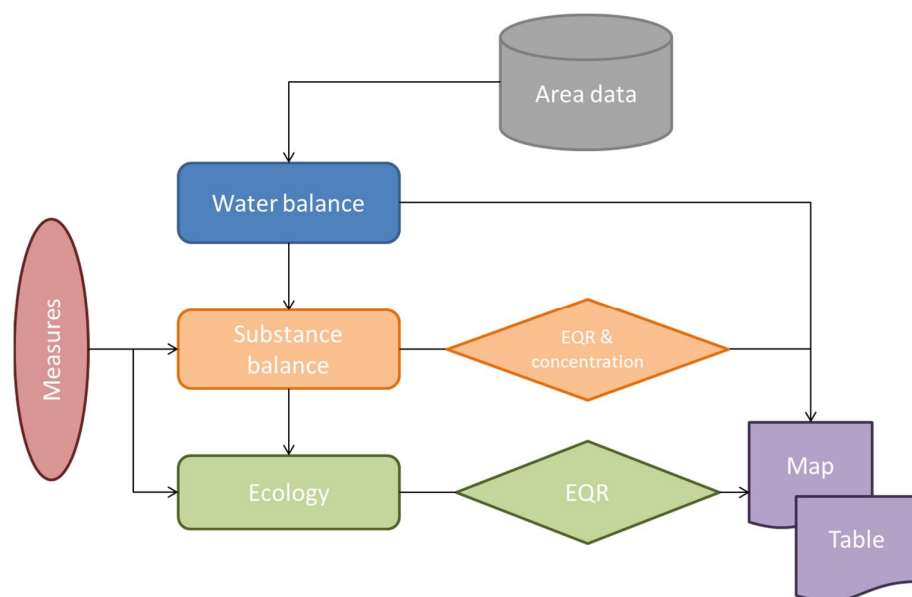 Area data
Water balance
Measures
Substance
balance
EQR &
concentration
Ecology
EQR
Map
Table